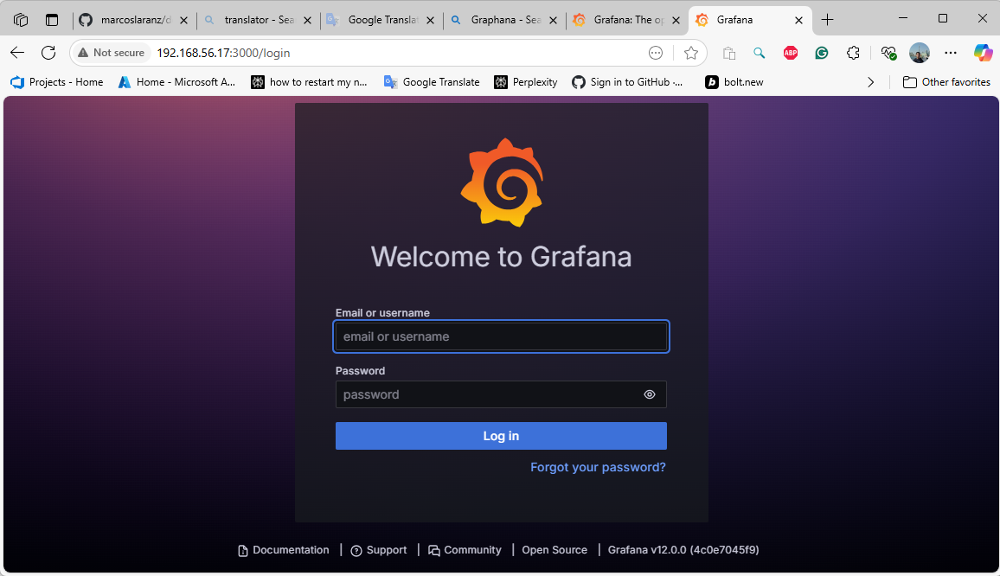 marcoslaranz/d
translator - Sea
Google Translat
Graphana - Sea
Grafana: The op
Grafana
Not secure
192.168.56.17:3000/login
ABP
Projects - Home
Home - Microsoft A...
how to restart my n...
Google Translate
Perplexity
Sign in to GitHub ·...
b
bolt.new
Other favorites
Welcome to Grafana
Email or username
email or username
Password
password
Log in
Forgot your password?
Documentation | Support | Community | Open Source | Grafana v12.0.0 (4c0e7045f9)